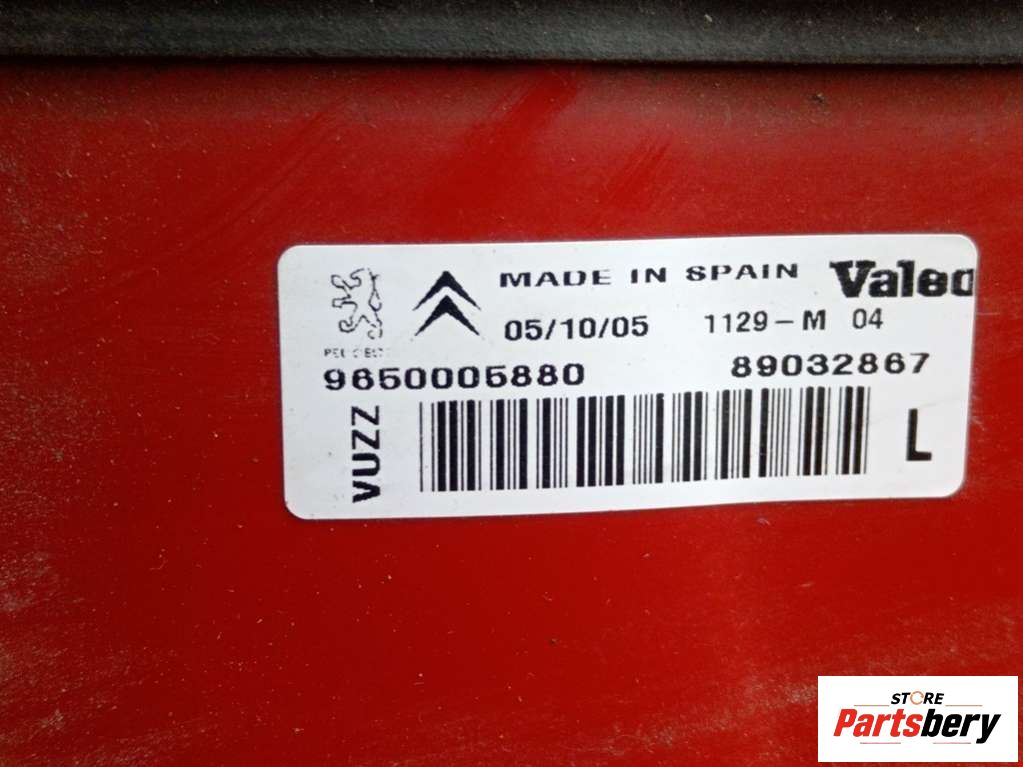 MADE IN SPAIN
Valeo
05/10/05 1129-M 04
9650005880 89032867
VUZZ
L
STORE
Partsbery